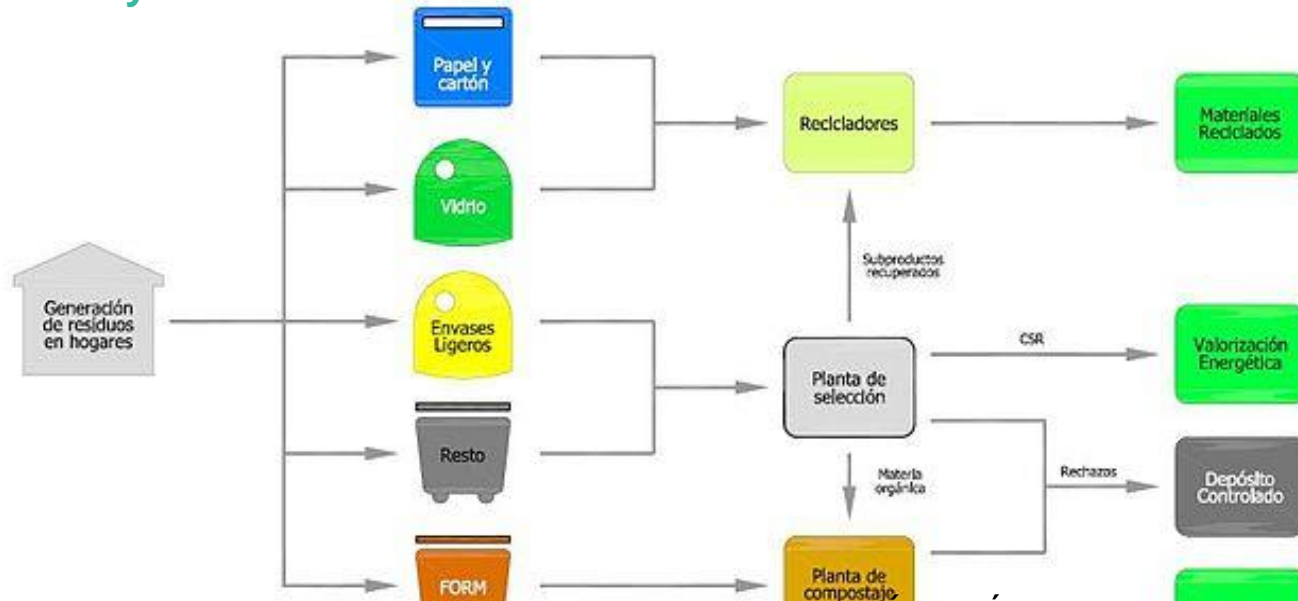 Papel y
cartón
Vidrio
Envases
Ligeros
Resto
FORM
Generación
de residuos
en hogares
Recicladores
Materiales
Reciclados
Subproductos
recuperados
Planta de
selección
CSR
Valorización
Energética
Materia
orgánica
Rechazos
Depósito
Controlado
Planta de
compostaje